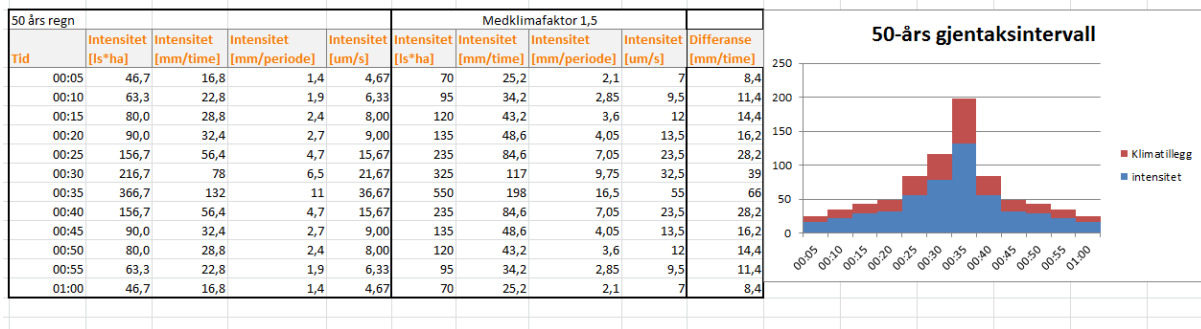 50 års regn Medklimafaktor 1,5
Intensitet Intensitet Intensitet Intensitet Intensitet Intensitet Intensitet Intensitet Differanse
Tid [ls*ha] [mm/time] [mm/periode] [um/s] [ls*ha] [mm/time] [mm/periode] [um/s] [mm/time]
00:05 46,7 16,8 1,4 4,67 70 25,2 2,1 7 8,4
00:10 63,3 22,8 1,9 6,33 95 34,2 2,85 9,5 11,4
00:15 80,0 28,8 2,4 8,00 120 43,2 3,6 12 14,4
00:20 90,0 32,4 2,7 9,00 135 48,6 4,05 13,5 16,2
00:25 156,7 56,4 4,7 15,67 235 84,6 7,05 23,5 28,2
00:30 216,7 78 6,5 21,67 325 117 9,75 32,5 39
00:35 366,7 132 11 36,67 550 198 16,5 55 66
00:40 156,7 56,4 4,7 15,67 235 84,6 7,05 23,5 28,2
00:45 90,0 32,4 2,7 9,00 135 48,6 4,05 13,5 16,2
00:50 80,0 28,8 2,4 8,00 120 43,2 3,6 12 14,4
00:55 63,3 22,8 1,9 6,33 95 34,2 2,85 9,5 11,4
01:00 46,7 16,8 1,4 4,67 70 25,2 2,1 7 8,4
50-års gjentaksintervall
250
200
150
100
50
0
00:05 00:10 00:15 00:20 00:25 00:30 00:35 00:40 00:45 00:50 00:55 01:00
Klimatillegg
intensitet